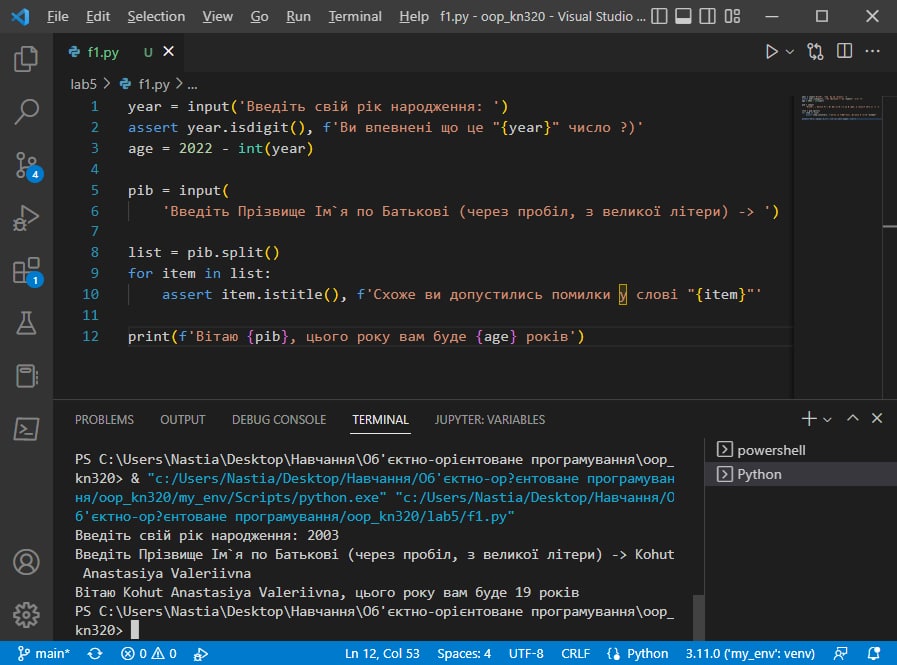 File Edit Selection View Go Run Terminal Help f1.py - oop_kn320 - Visual Studio ...
f1.py U
lab5 > f1.py > ...
1 year = input('Введіть свій рік народження: ')
2 assert year.isdigit(), f'Ви впевнені що це "{year}" число ?)'
3 age = 2022 - int(year)
4
5 pib = input(
6 'Введіть Прізвище Ім`я по Батькові (через пробіл, з великої літери) -> ')
7
8 list = pib.split()
9 for item in list:
10 assert item.istitle(), f'Схоже ви допустились помилки у слові "{item}"'
11
12 print(f'Вітаю {pib}, цього року вам буде {age} років')
4
1
PROBLEMS OUTPUT DEBUG CONSOLE TERMINAL JUPYTER: VARIABLES
powershell
Python
PS C:\Users\Nastia\Desktop\Навчання\Об'єктно-орієнтоване програмування\oop_
kn320> & "c:/Users/Nastia/Desktop/Навчання/Об'єктно-ор?єнтоване програмуван
ня/oop_kn320/my_env/Scripts/python.exe" "c:/Users/Nastia/Desktop/Навчання/О
б'єктно-ор?єнтоване програмування/oop_kn320/lab5/f1.py"
Введіть свій рік народження: 2003
Введіть Прізвище Ім`я по Батькові (через пробіл, з великої літери) -> Kohut
Anastasiya Valeriivna
Вітаю Kohut Anastasiya Valeriivna, цього року вам буде 19 років
PS C:\Users\Nastia\Desktop\Навчання\Об'єктно-орієнтоване програмування\oop_
kn320>
main* 0 0 Ln 12, Col 53 Spaces: 4 UTF-8 CRLF Python 3.11.0 ('my_env': venv)